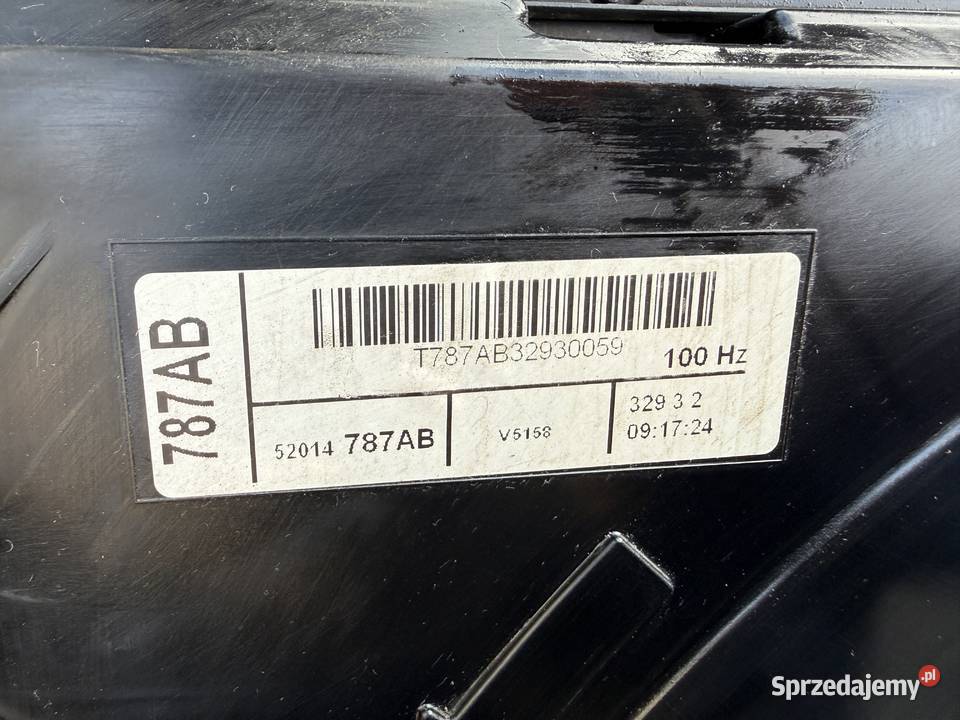 787AB
T787AB32930059
100 Hz
52014 787AB
V5158
329 3 2
09:17:24
Sprzedajemy.pl